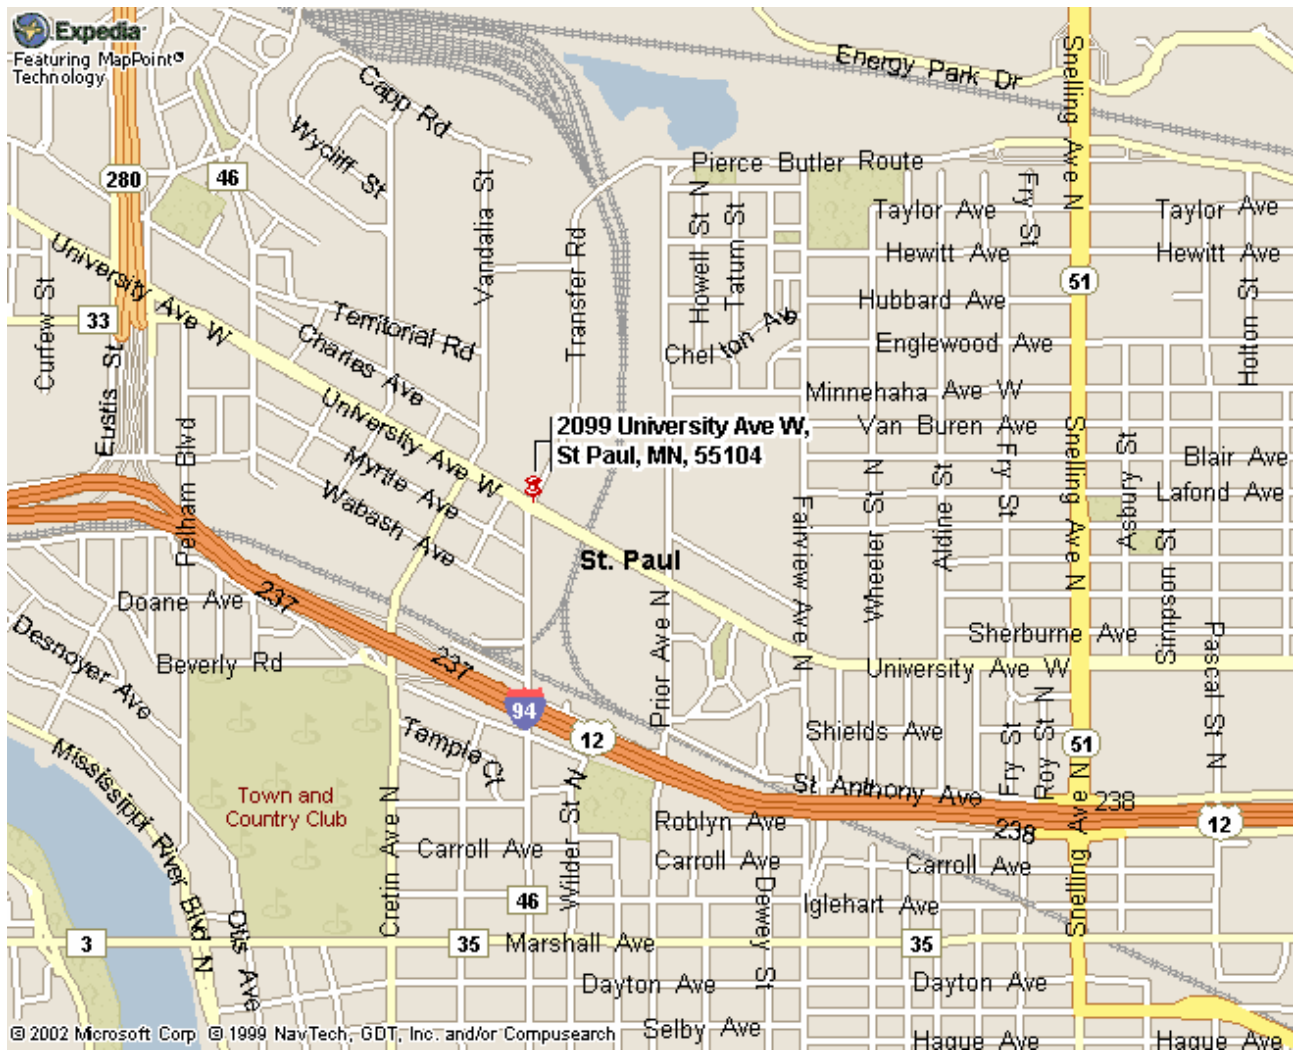 Expedia
Featuring MapPoint®
Technology
Energy Park Dr
Snelling Ave N
Capp Rd
Wycliff St
Pierce Butler Route
280
46
Vandalia St
Howell St N
Tatum St
Fry St
Taylor Ave
Taylor Ave
Hewitt Ave
Hewitt Ave
University Ave W
Transfer Rd
51
Curfew St
33
Territorial Rd
Hubbard Ave
Holton St
Charles Ave
Chelton Ave
Englewood Ave
Eustis St
Minnehaha Ave W
University Ave W
2099 University Ave W,
St Paul, MN, 55104
Van Buren Ave
Snelling Ave N
Pelham Blvd
Myrtle Ave
Wabash Ave
Fairview Ave N
Wheeler St N
Aldine St
Fry St
Asbury St
Blair Ave
Lafond Ave
Simpson St
St. Paul
237
Doane Ave
Prior Ave N
Sherburne Ave
Desnoyer Ave
Beverly Rd
237
University Ave W
Pascal St N
94
12
Temple Ct
Shields Ave
Fry St
Roy St N
51
Mississippi River Blvd N
Town and
Country Club
Cretin Ave N
Wilder St N
St Anthony Ave
238
12
Roblyn Ave
238
Snelling Ave N
Carroll Ave
Carroll Ave
Carroll Ave
46
Dewey St
Iglehart Ave
Otis Ave
3
35
Marshall Ave
35
Dayton Ave
Dayton Ave
Selby Ave
Hague Ave
Hague Ave
© 2002 Microsoft Corp © 1999 NavTech, GDT, Inc. and/or Compusearch